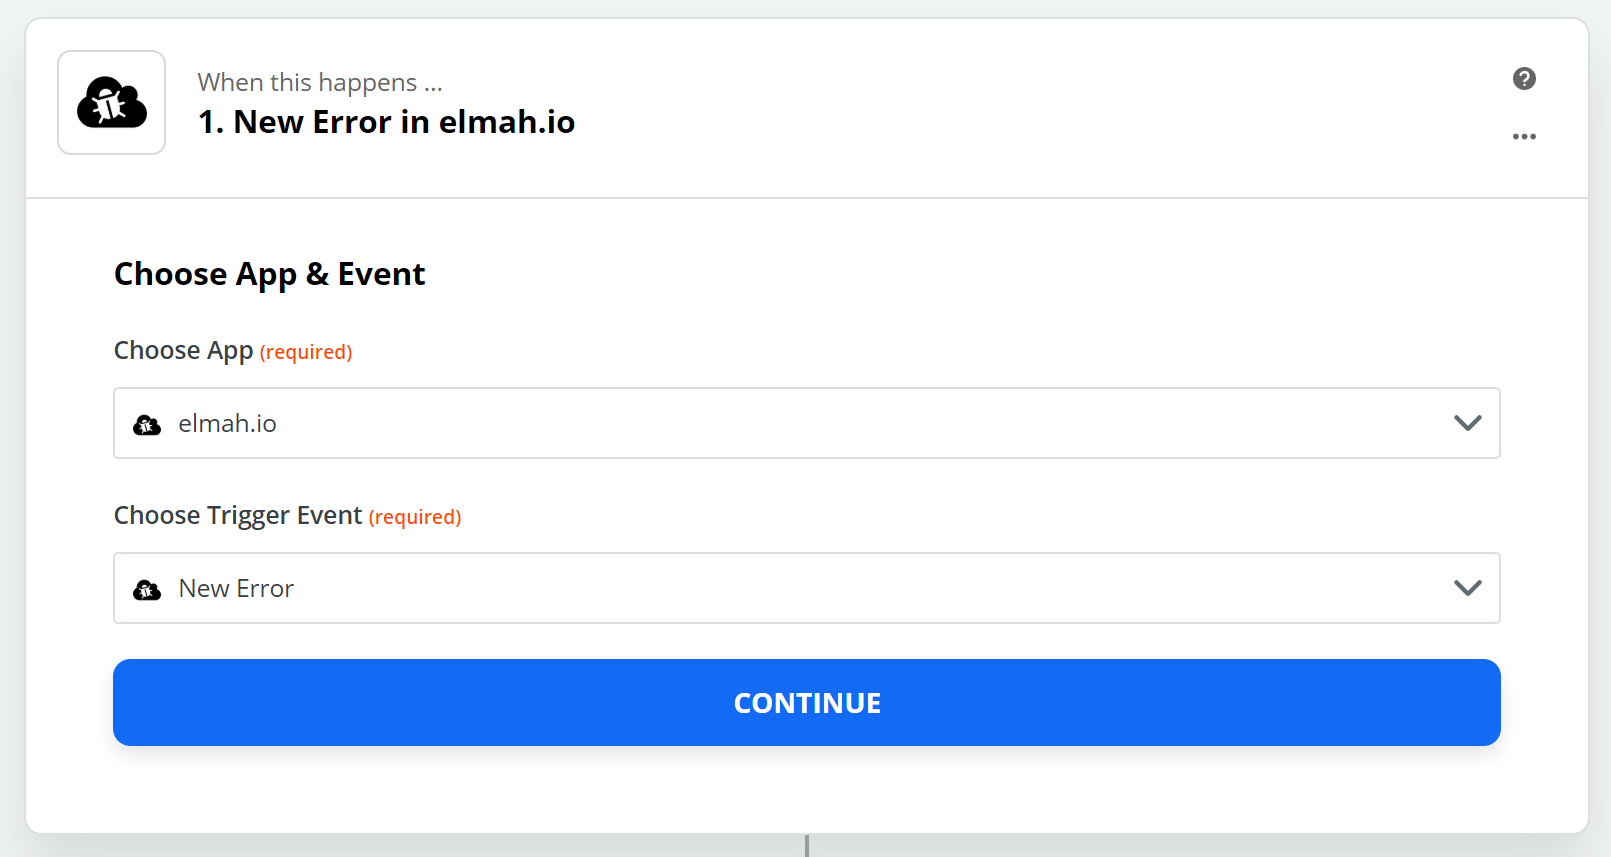 When this happens ...
1. New Error in elmah.io
Choose App & Event
Choose App (required)
elmah.io
Choose Trigger Event (required)
New Error
CONTINUE